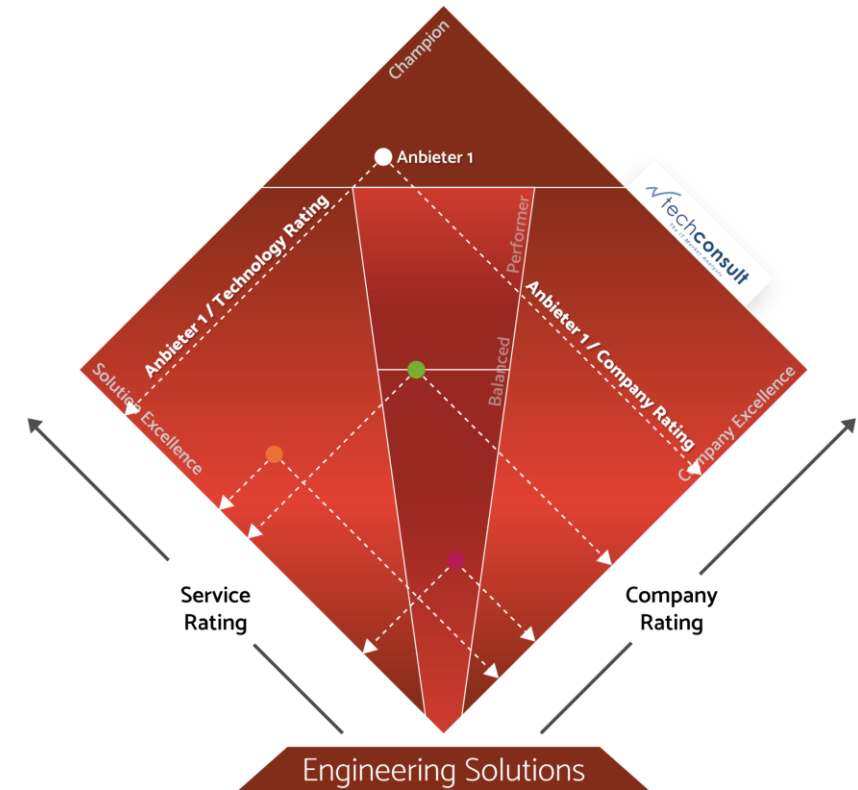 Champion
Anbieter 1
techconsult
The IT Market Analysts
Performer
Anbieter 1 / Technology Rating
Anbieter 1 / Company Rating
Balanced
Solution Excellence
Company Excellence
Service
Rating
Company
Rating
Engineering Solutions